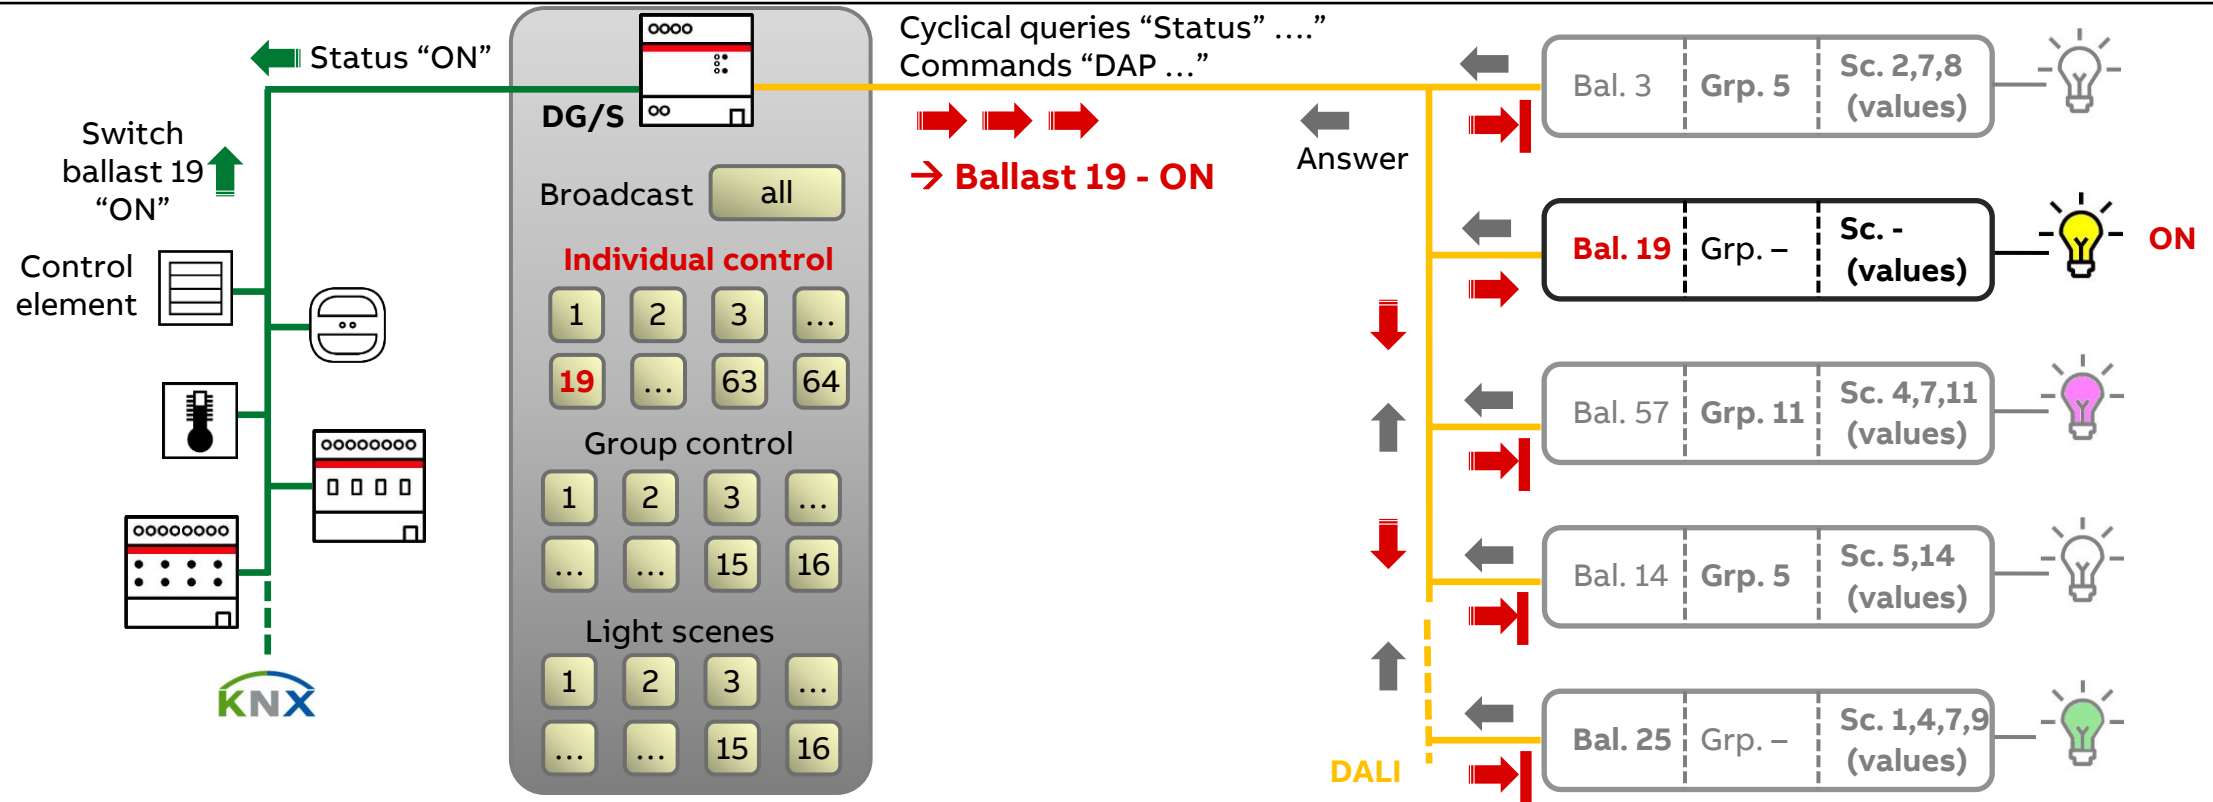 Status “ON”
Switch
ballast 19
“ON”
Control
element
KNX
DG/S
Broadcast
all
Individual control
1 2 3 ...
19 ... 63 64
Group control
1 2 3 ...
... ... 15 16
Light scenes
1 2 3 ...
... ... 15 16
Cyclical queries “Status” ….”
Commands “DAP …”
→ Ballast 19 - ON
Answer
DALI
Bal. 3 Grp. 5 Sc. 2,7,8
(values)
Bal. 19 Grp. – Sc. -
(values)
ON
Bal. 57 Grp. 11 Sc. 4,7,11
(values)
Bal. 14 Grp. 5 Sc. 5,14
(values)
Bal. 25 Grp. – Sc. 1,4,7,9
(values)